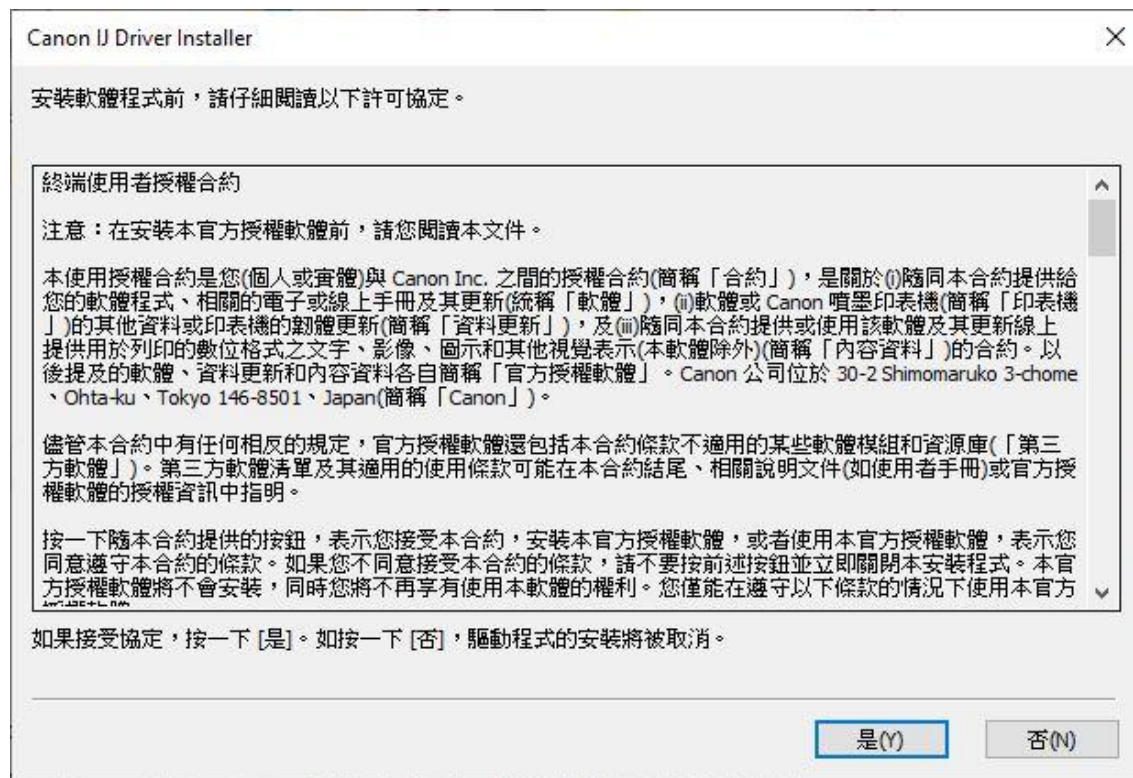 Canon IJ Driver Installer
安裝軟體程式前，請仔細閱讀以下許可協定。
終端使用者授權合約
注意：在安裝本官方授權軟體前，請您閱讀本文件。
本使用授權合約是您(個人或實體)與 Canon Inc. 之間的授權合約(簡稱「合約」)，是關於(i)隨同本合約提供給
您的軟體程式、相關的電子或線上手冊及其更新(統稱「軟體」)，(ii)軟體或 Canon 噴墨印表機(簡稱「印表機
」)的其他資料或印表機的韌體更新(簡稱「資料更新」)，及(iii)隨同本合約提供或使用該軟體及其更新線上
提供用於列印的數位格式之文字、影像、圖示和其他視覺表示(本軟體除外)(簡稱「內容資料」)的合約。以
後提及的軟體、資料更新和內容資料各自簡稱「官方授權軟體」。Canon 公司位於 30-2 Shimomaruko 3-chome
、Ohta-ku、Tokyo 146-8501、Japan(簡稱「Canon」)。
儘管本合約中有任何相反的規定，官方授權軟體還包括本合約條款不適用的某些軟體模組和資源庫(「第三
方軟體」)。第三方軟體清單及其適用的使用條款可能在本合約結尾、相關說明文件(如使用者手冊)或官方授
權軟體的授權資訊中指明。
按一下隨本合約提供的按鈕，表示您接受本合約，安裝本官方授權軟體，或者使用本官方授權軟體，表示您
同意遵守本合約的條款。如果您不同意接受本合約的條款，請不要按前述按鈕並立即關閉本安裝程式。本官
方授權軟體將不會安裝，同時您將不再享有使用本軟體的權利。您僅能在遵守以下條款的情況下使用本官方
如果接受協定，按一下 [是]。如按一下 [否]，驅動程式的安裝將被取消。
是(Y)
否(N)